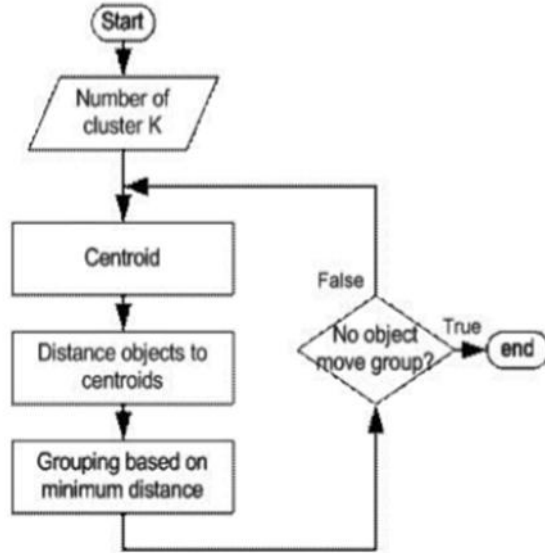 Start
Number of
cluster K
Centroid
Distance objects to
centroids
Grouping based on
minimum distance
False
No object
move group?
True
end